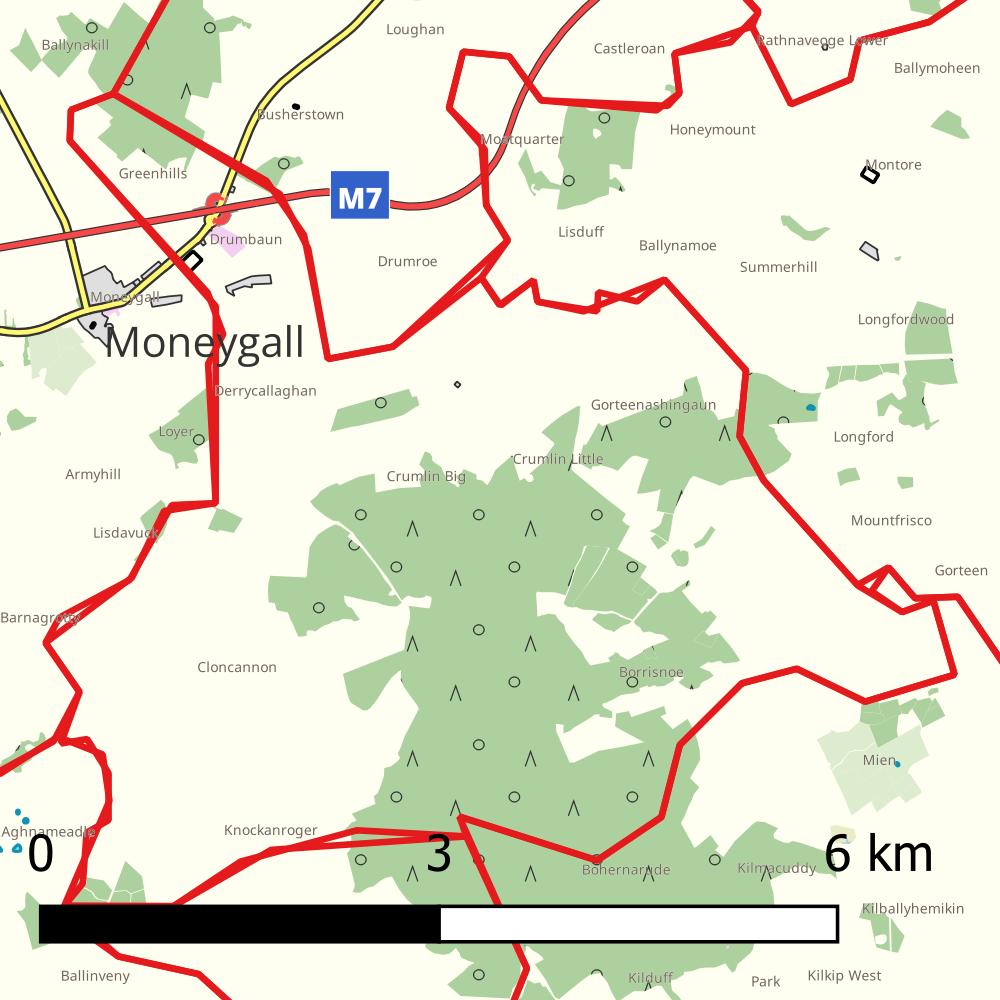 Loughan
Ballynakill
Castleroan
Rathnaveoge Lower
Ballymoheen
Busherstown
Mostquarter
Honeymount
Greenhills
Montore
M7
Drumbaun
Lisduff
Ballynamoe
Drumroe
Summerhill
Moneygall
Longfordwood
Moneygall
Derrycallaghan
Gorteenashingaun
Loyer
Longford
Crumlin Little
Armyhill
Crumlin Big
Mountfrisco
Lisdavuck
Gorteen
Barnagrotty
Cloncannon
Borrisnoe
Mien
Aghnameadle
Knockanroger
0
3
6 km
Bohernarude
Kilmacuddy
Kilballyhemikin
Ballinveny
Kilduff
Park
Kilkip West